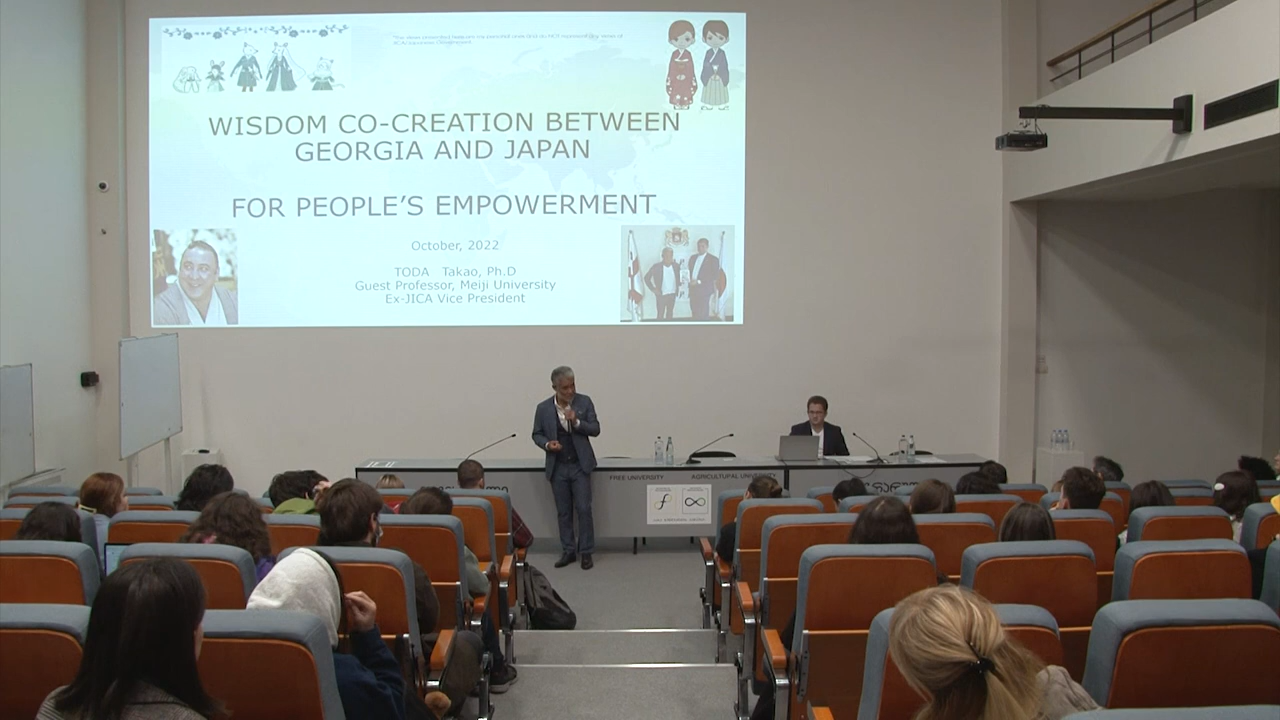 WISDOM CO-CREATION BETWEEN
GEORGIA AND JAPAN
FOR PEOPLE'S EMPOWERMENT
October, 2022
TODA Takao, Ph.D
Guest Professor, Meiji University
Ex-JICA Vice President
FREE UNIVERSITY AGRICULTURAL UNIVERSITY